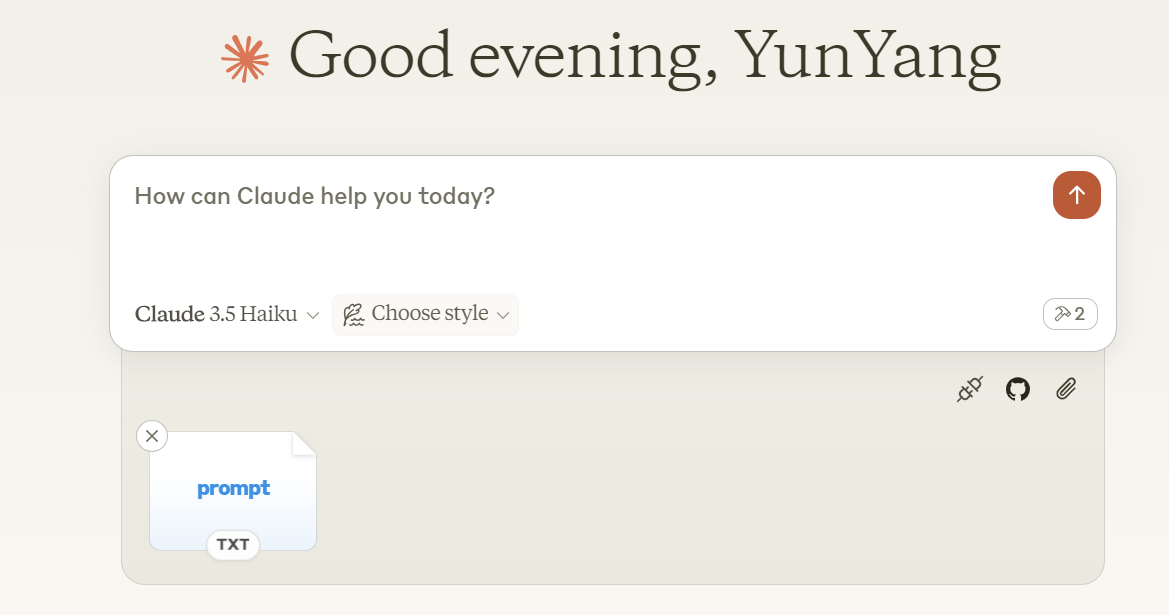 Good evening, YunYang
How can Claude help you today?
Claude 3.5 Haiku
Choose style
2
prompt
TXT